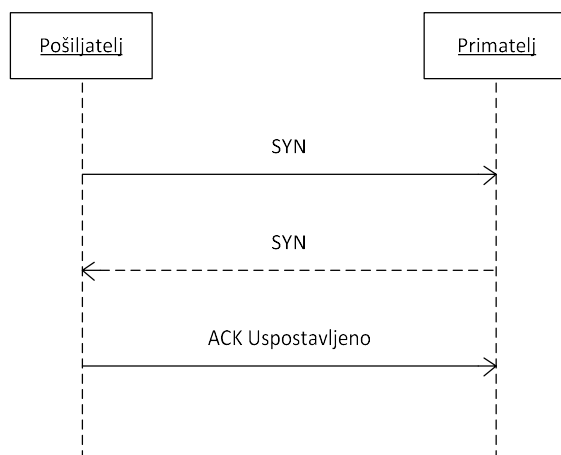 Pošiljatelj
Primatelj
SYN
SYN
ACK Uspostavljeno